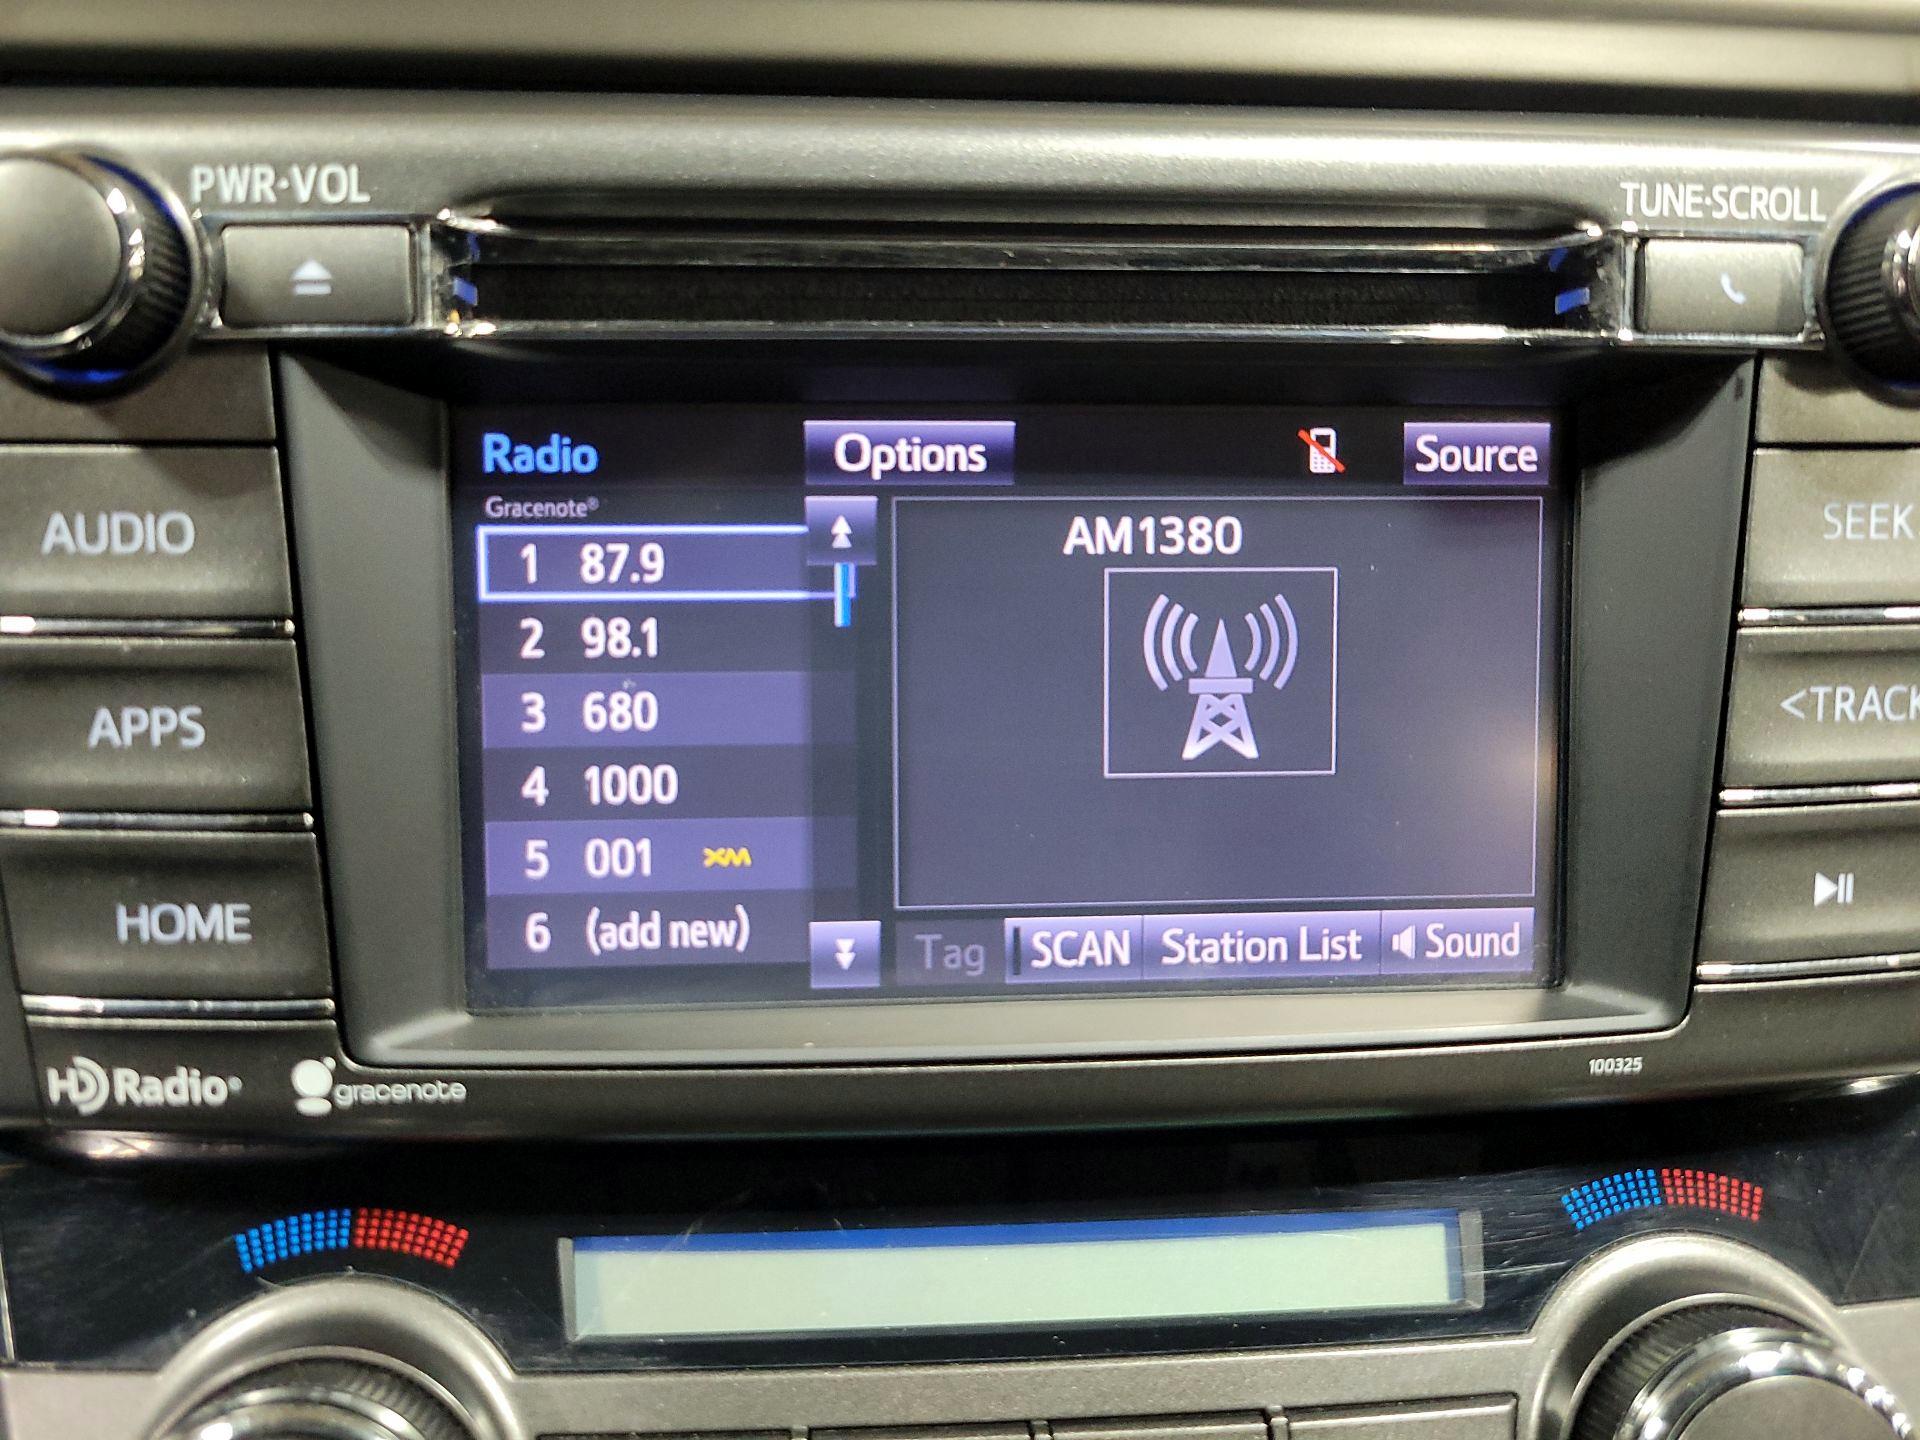 PWR·VOL
TUNE·SCROLL
Radio
Options
Source
Gracenote®
1 87.9
2 98.1
3 680
4 1000
5 001 XM
6 (add new)
AM1380
Tag
SCAN
Station List
Sound
AUDIO
APPS
HOME
SEEK
<TRACK
HD Radio®
gracenote
100325